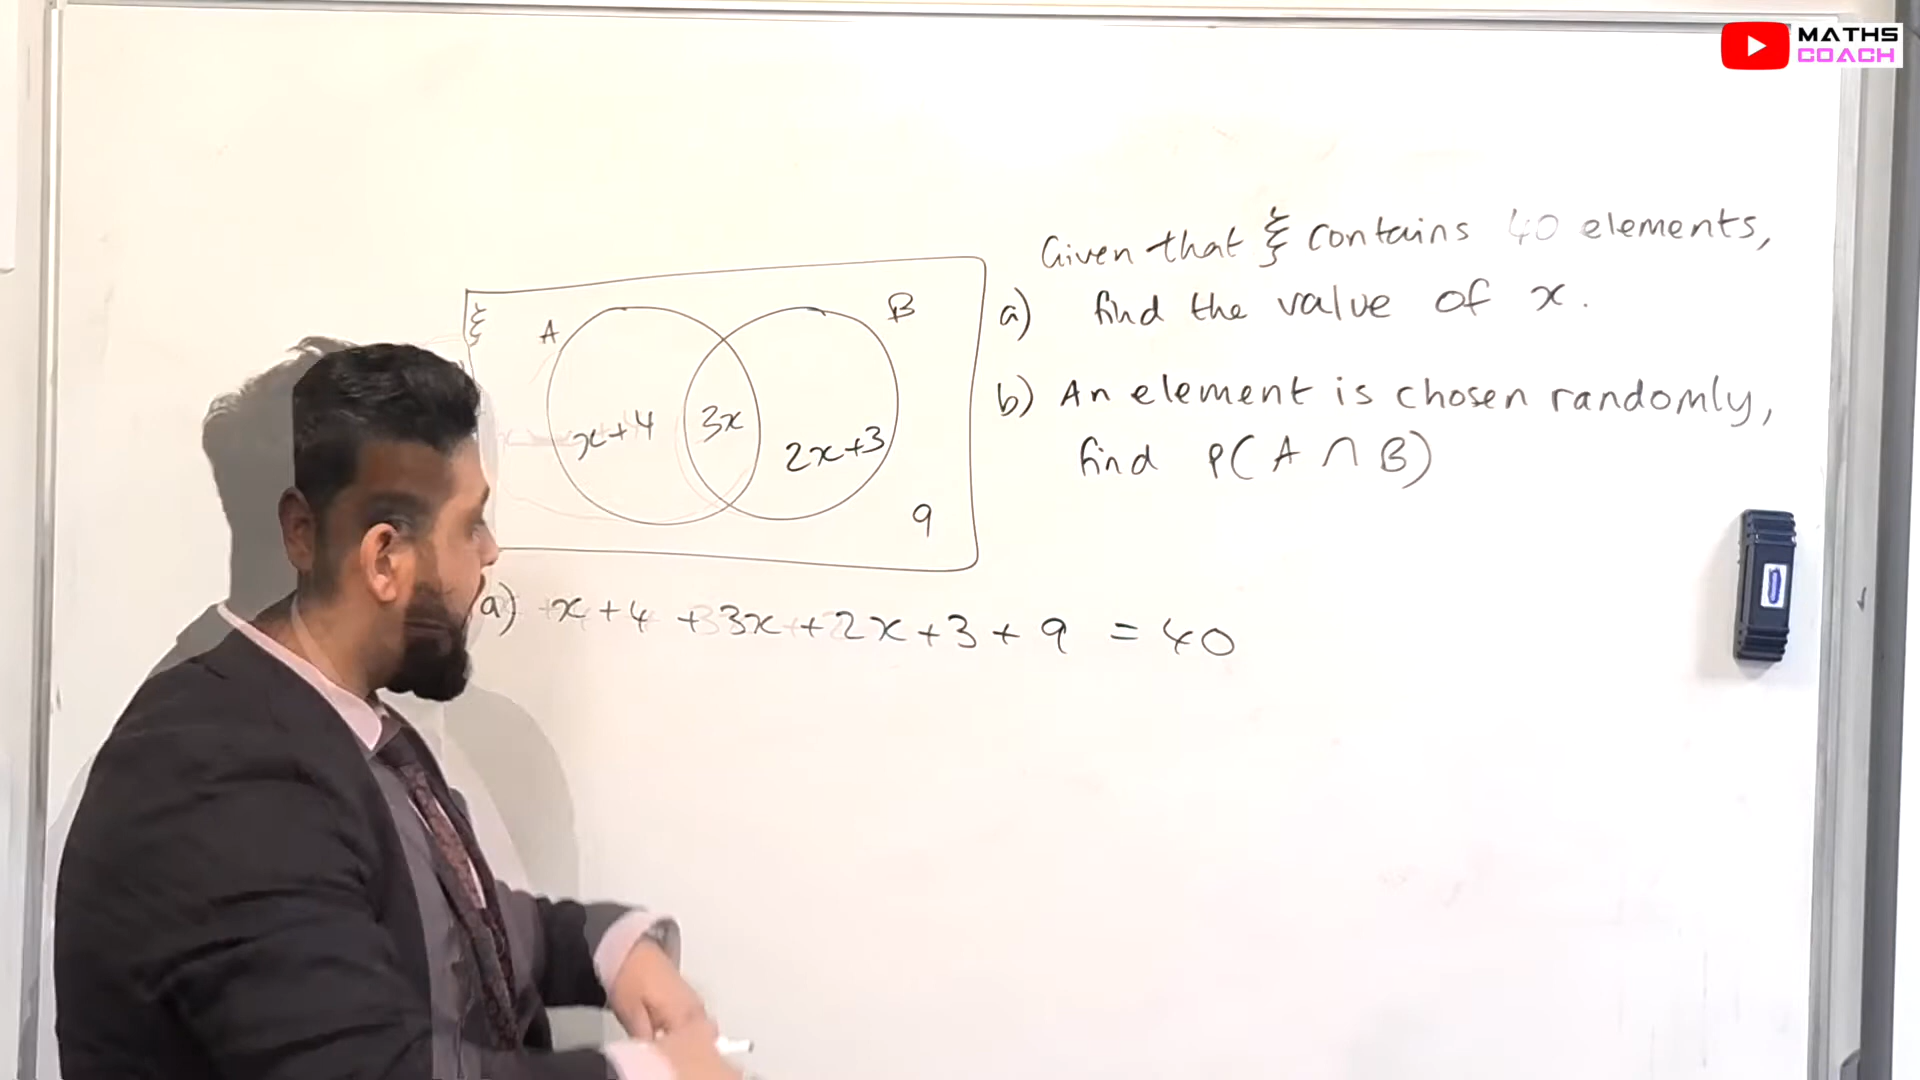 MATHS
COACH
Given that ξ contains 40 elements,
a) find the value of x.
b) An element is chosen randomly,
find P(A ∩ B)
ξ
A
B
x+4
3x
2x+3
9
a) x+4 +3x+2x+3+9 = 40